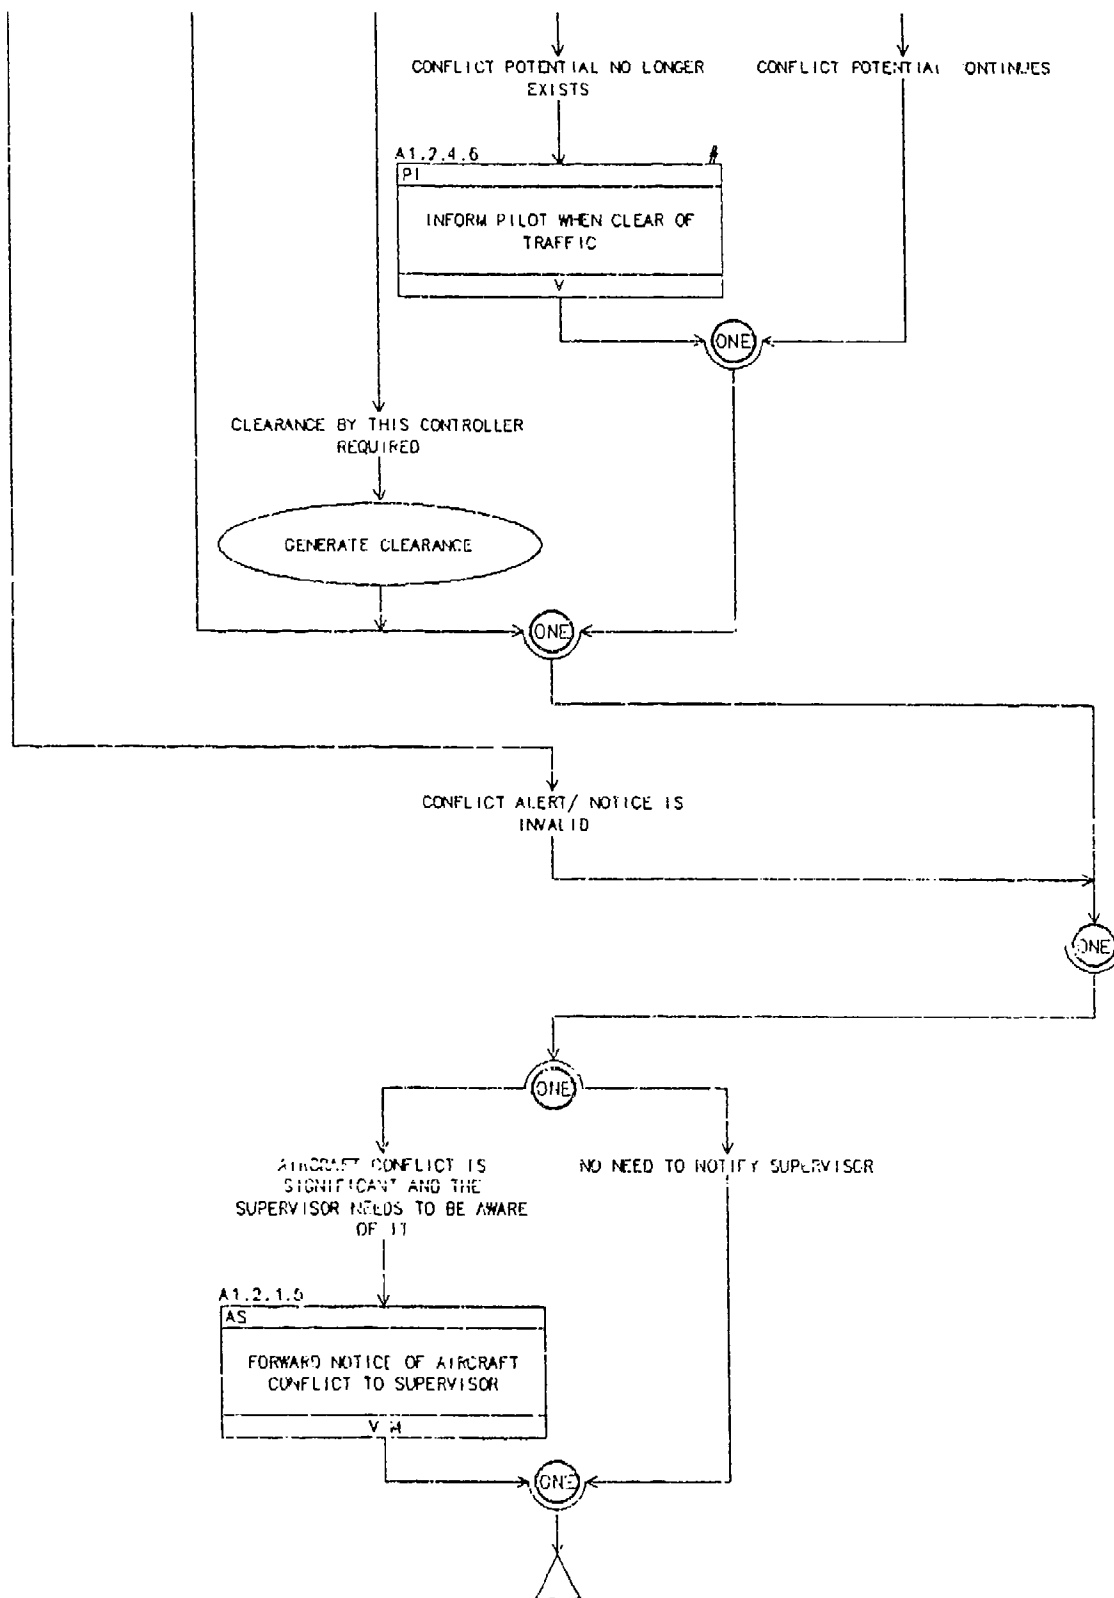 CONFLICT POTENTIAL NO LONGER
EXISTS
CONFLICT POTENTIAL CONTINUES
A1.2.4.6
#
PI
INFORM PILOT WHEN CLEAR OF
TRAFFIC
V
ONE
CLEARANCE BY THIS CONTROLLER
REQUIRED
GENERATE CLEARANCE
ONE
CONFLICT ALERT/ NOTICE IS
INVALID
ONE
ONE
AIRCRAFT CONFLICT IS
SIGNIFICANT AND THE
SUPERVISOR NEEDS TO BE AWARE
OF IT
NO NEED TO NOTIFY SUPERVISOR
A1.2.1.
AS
FORWARD NOTICE OF AIRCRAFT
CONFLICT TO SUPERVISOR
V
ONE